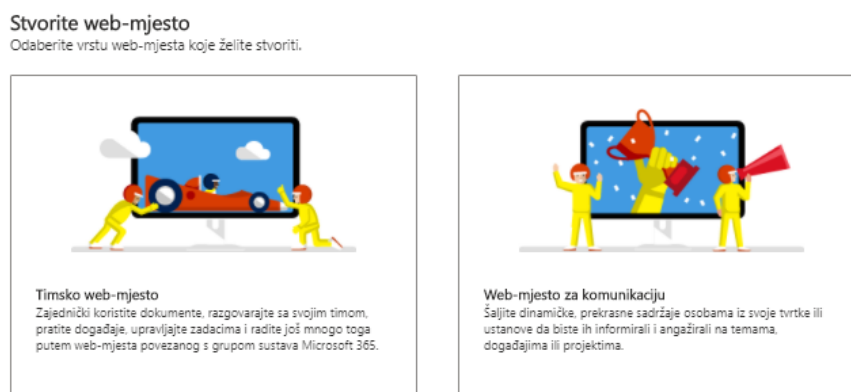 Stvorite web-mjesto
Odaberite vrstu web-mjesta koje želite stvoriti.
Timsko web-mjesto
Zajednički koristite dokumente, razgovarajte sa svojim timom,
pratite događaje, upravljajte zadacima i radite još mnogo toga
putem web-mjesta povezanog s grupom sustava Microsoft 365.
Web-mjesto za komunikaciju
Šaljite dinamičke, prekrasne sadržaje osobama iz svoje tvrtke ili
ustanove da biste ih informirali i angažirali na temama,
događajima ili projektima.